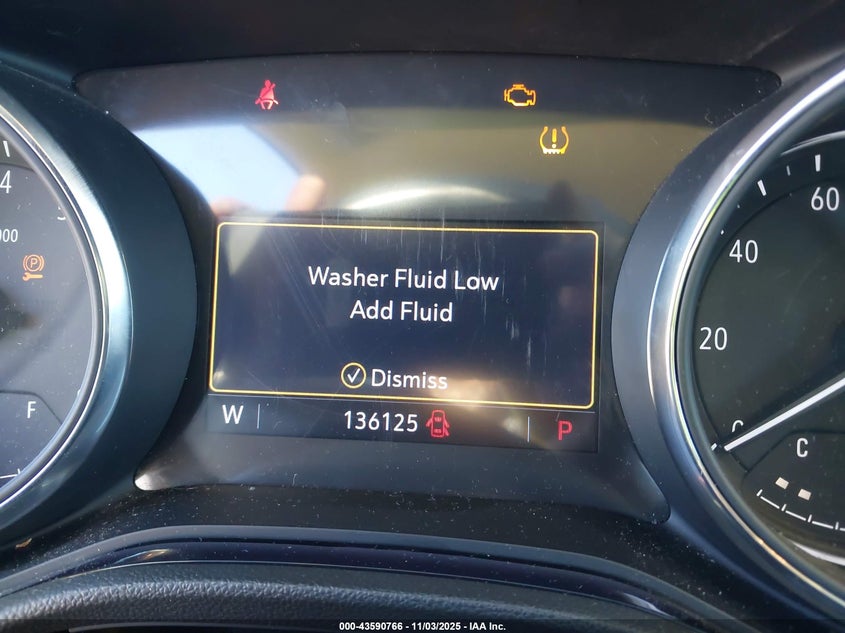 4
000
F
Washer Fluid Low
Add Fluid
Dismiss
W
136125
P
60
40
20
C
000-43590766 - 11/03/2025 - IAA Inc.